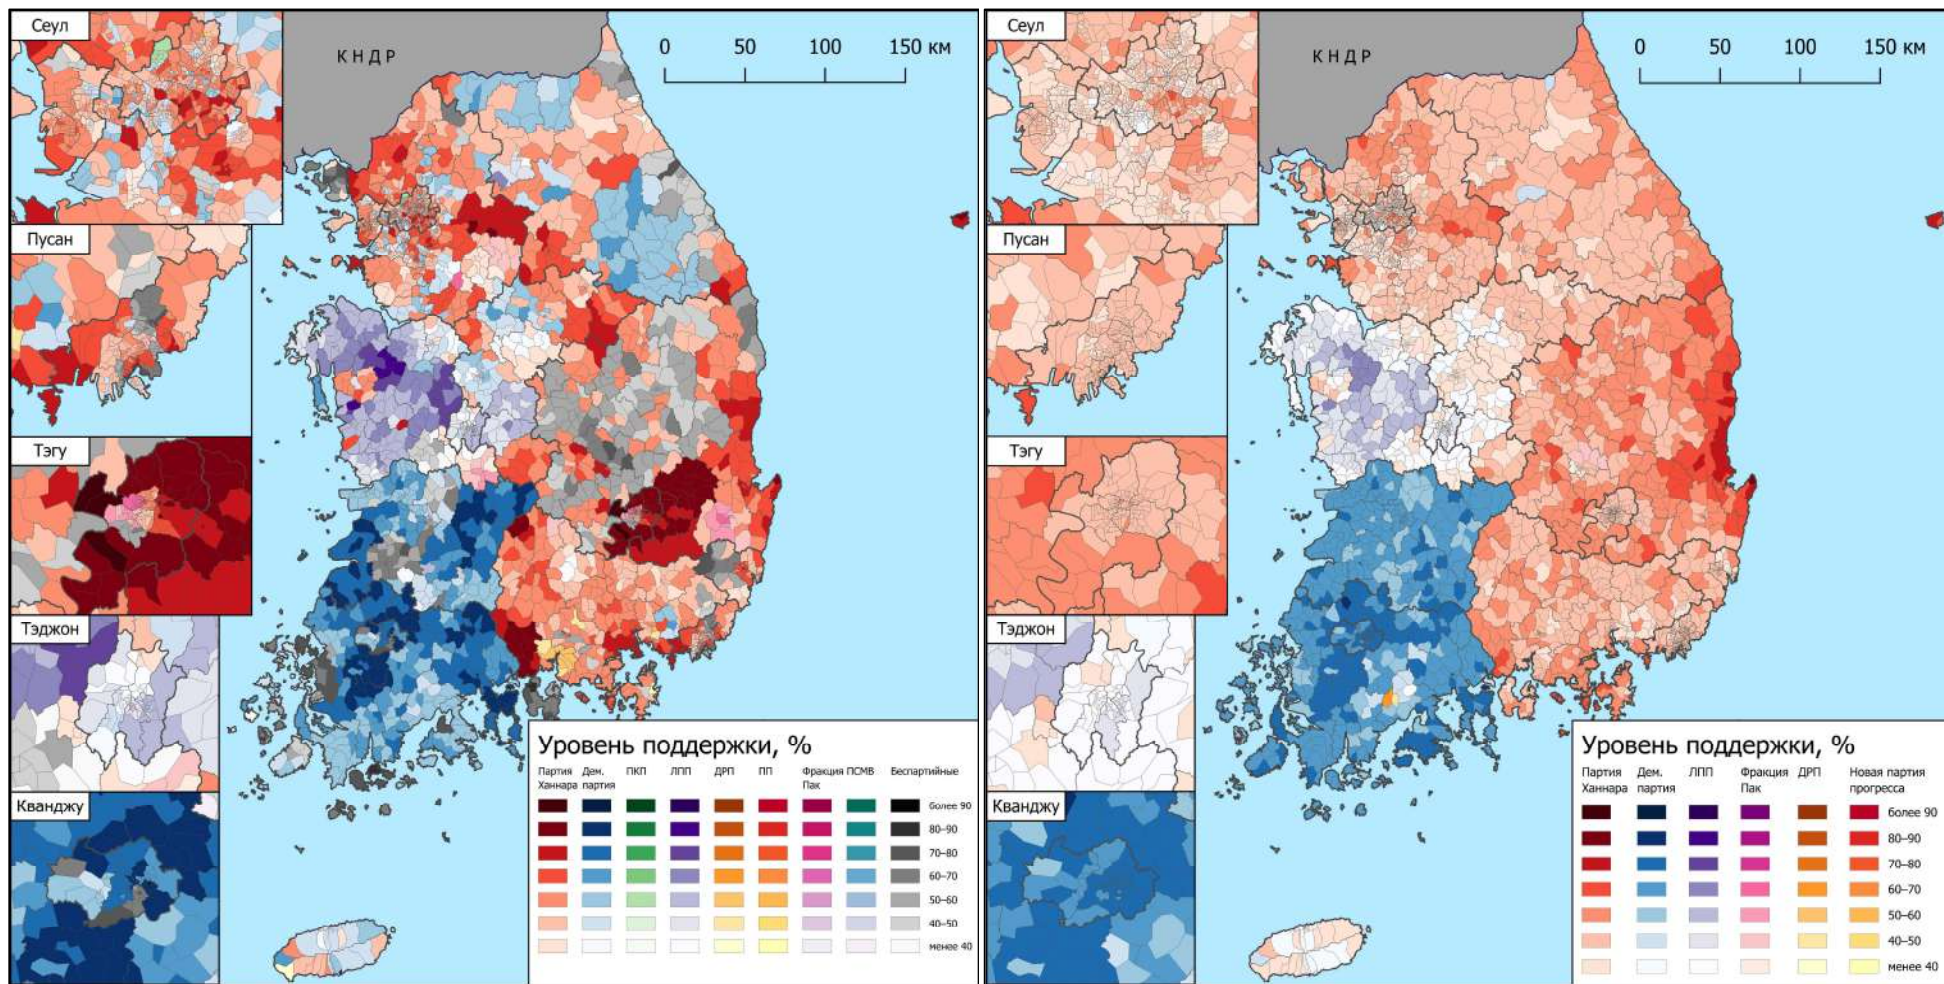 Сеул
КНДР
0 50 100 150 км
Пусан
Тэгу
Тэджон
Кванджу
Уровень поддержки, %
Партия Ханнара
Дем. партия
ПКП
ЛПП
ДРП
ПП
Фракция Пак
ПСМВ
Беспартийные
более 90
80–90
70–80
60–70
50–60
40–50
менее 40
Сеул
КНДР
0 50 100 150 км
Пусан
Тэгу
Тэджон
Кванджу
Уровень поддержки, %
Партия Ханнара
Дем. партия
ЛПП
Фракция Пак
ДРП
Новая партия прогресса
более 90
80–90
70–80
60–70
50–60
40–50
менее 40